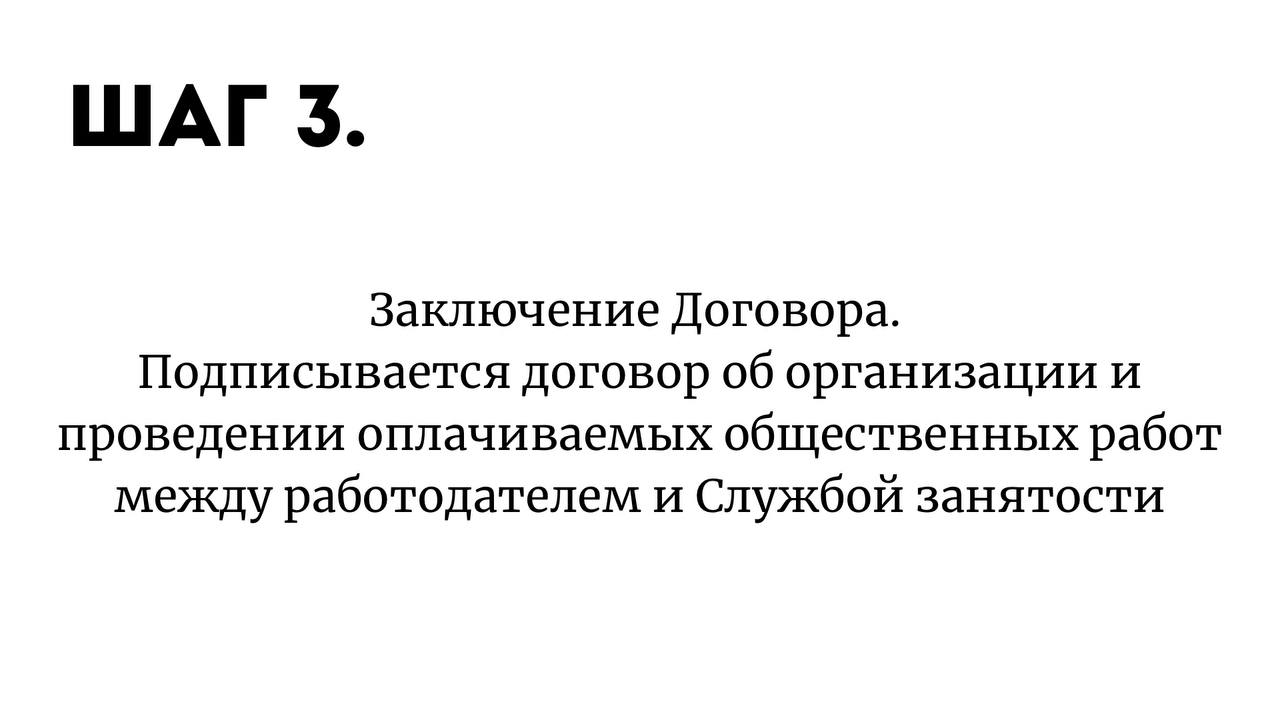 ШАГ 3.
Заключение Договора.
Подписывается договор об организации и
проведении оплачиваемых общественных работ
между работодателем и Службой занятости